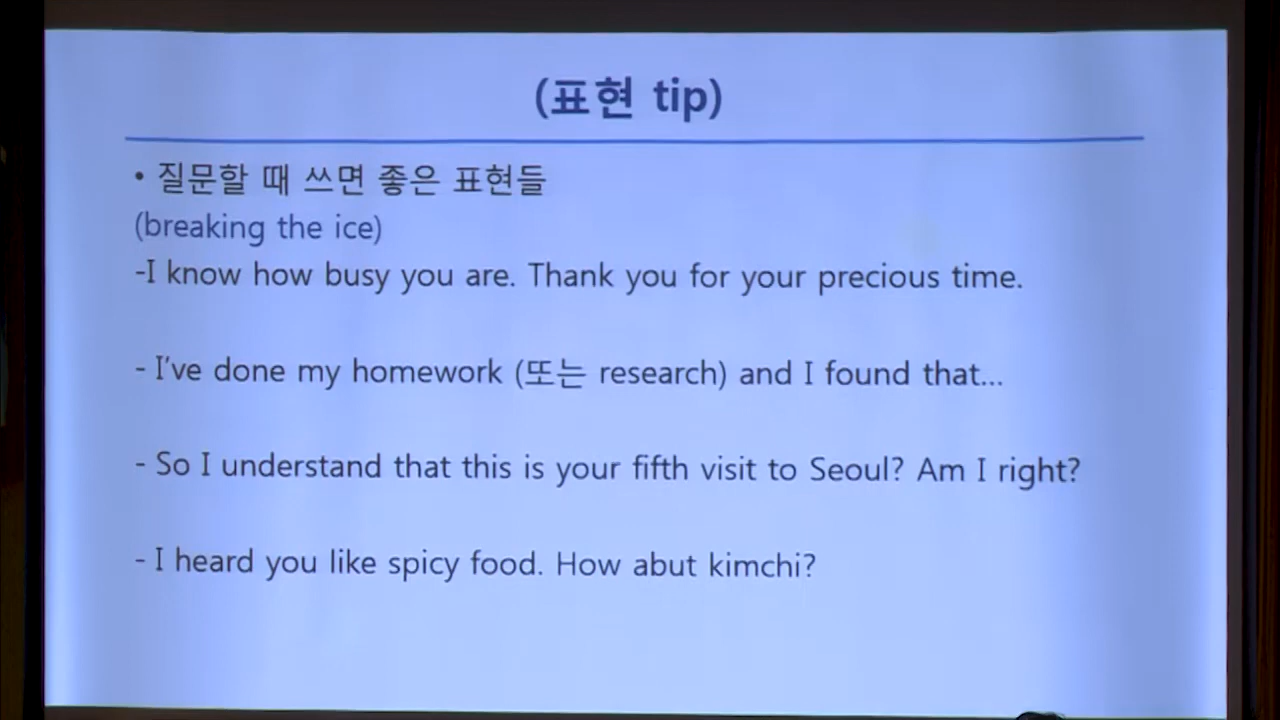 (표현 tip)
• 질문할 때 쓰면 좋은 표현들
(breaking the ice)
-I know how busy you are. Thank you for your precious time.
- I've done my homework (또는 research) and I found that...
- So I understand that this is your fifth visit to Seoul? Am I right?
- I heard you like spicy food. How abut kimchi?